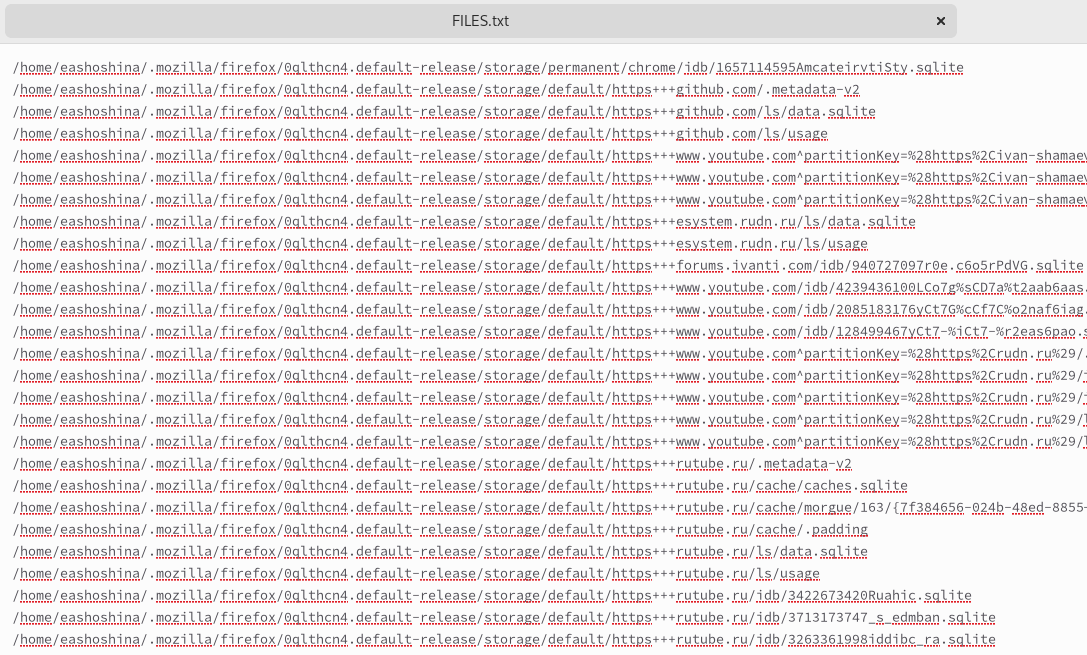 FILES.txt
/home/eashoshina/.mozilla/firefox/0qlthcn4.default-release/storage/permanent/chrome/idb/1657114595AmcateirvtiSty.sqlite
/home/eashoshina/.mozilla/firefox/0qlthcn4.default-release/storage/default/https+++github.com/.metadata-v2
/home/eashoshina/.mozilla/firefox/0qlthcn4.default-release/storage/default/https+++github.com/ls/data.sqlite
/home/eashoshina/.mozilla/firefox/0qlthcn4.default-release/storage/default/https+++github.com/ls/usage
/home/eashoshina/.mozilla/firefox/0qlthcn4.default-release/storage/default/https+++www.youtube.com^partitionKey=%28https%2Civan-shamaev
/home/eashoshina/.mozilla/firefox/0qlthcn4.default-release/storage/default/https+++www.youtube.com^partitionKey=%28https%2Civan-shamaev
/home/eashoshina/.mozilla/firefox/0qlthcn4.default-release/storage/default/https+++www.youtube.com^partitionKey=%28https%2Civan-shamaev
/home/eashoshina/.mozilla/firefox/0qlthcn4.default-release/storage/default/https+++esystem.rudn.ru/ls/data.sqlite
/home/eashoshina/.mozilla/firefox/0qlthcn4.default-release/storage/default/https+++esystem.rudn.ru/ls/usage
/home/eashoshina/.mozilla/firefox/0qlthcn4.default-release/storage/default/https+++forums.ivanti.com/idb/940727097r0e.c6o5rPdVG.sqlite
/home/eashoshina/.mozilla/firefox/0qlthcn4.default-release/storage/default/https+++www.youtube.com/idb/4239436100LCo7g%sCD7a%t2aab6aas.
/home/eashoshina/.mozilla/firefox/0qlthcn4.default-release/storage/default/https+++www.youtube.com/idb/2085183176yCt7G%cCf7C%o2naf6iag.
/home/eashoshina/.mozilla/firefox/0qlthcn4.default-release/storage/default/https+++www.youtube.com/idb/128499467yCt7-%iCt7-%r2eas6pao.s
/home/eashoshina/.mozilla/firefox/0qlthcn4.default-release/storage/default/https+++www.youtube.com^partitionKey=%28https%2Crudn.ru%29/.
/home/eashoshina/.mozilla/firefox/0qlthcn4.default-release/storage/default/https+++www.youtube.com^partitionKey=%28https%2Crudn.ru%29/i
/home/eashoshina/.mozilla/firefox/0qlthcn4.default-release/storage/default/https+++www.youtube.com^partitionKey=%28https%2Crudn.ru%29/i
/home/eashoshina/.mozilla/firefox/0qlthcn4.default-release/storage/default/https+++www.youtube.com^partitionKey=%28https%2Crudn.ru%29/l
/home/eashoshina/.mozilla/firefox/0qlthcn4.default-release/storage/default/https+++www.youtube.com^partitionKey=%28https%2Crudn.ru%29/l
/home/eashoshina/.mozilla/firefox/0qlthcn4.default-release/storage/default/https+++rutube.ru/.metadata-v2
/home/eashoshina/.mozilla/firefox/0qlthcn4.default-release/storage/default/https+++rutube.ru/cache/caches.sqlite
/home/eashoshina/.mozilla/firefox/0qlthcn4.default-release/storage/default/https+++rutube.ru/cache/morgue/163/{7f384656-024b-48ed-8855-
/home/eashoshina/.mozilla/firefox/0qlthcn4.default-release/storage/default/https+++rutube.ru/cache/.padding
/home/eashoshina/.mozilla/firefox/0qlthcn4.default-release/storage/default/https+++rutube.ru/ls/data.sqlite
/home/eashoshina/.mozilla/firefox/0qlthcn4.default-release/storage/default/https+++rutube.ru/ls/usage
/home/eashoshina/.mozilla/firefox/0qlthcn4.default-release/storage/default/https+++rutube.ru/idb/3422673420Ruahic.sqlite
/home/eashoshina/.mozilla/firefox/0qlthcn4.default-release/storage/default/https+++rutube.ru/idb/3713173747_s_edmban.sqlite
/home/eashoshina/.mozilla/firefox/0qlthcn4.default-release/storage/default/https+++rutube.ru/idb/3263361998iddibc_ra.sqlite